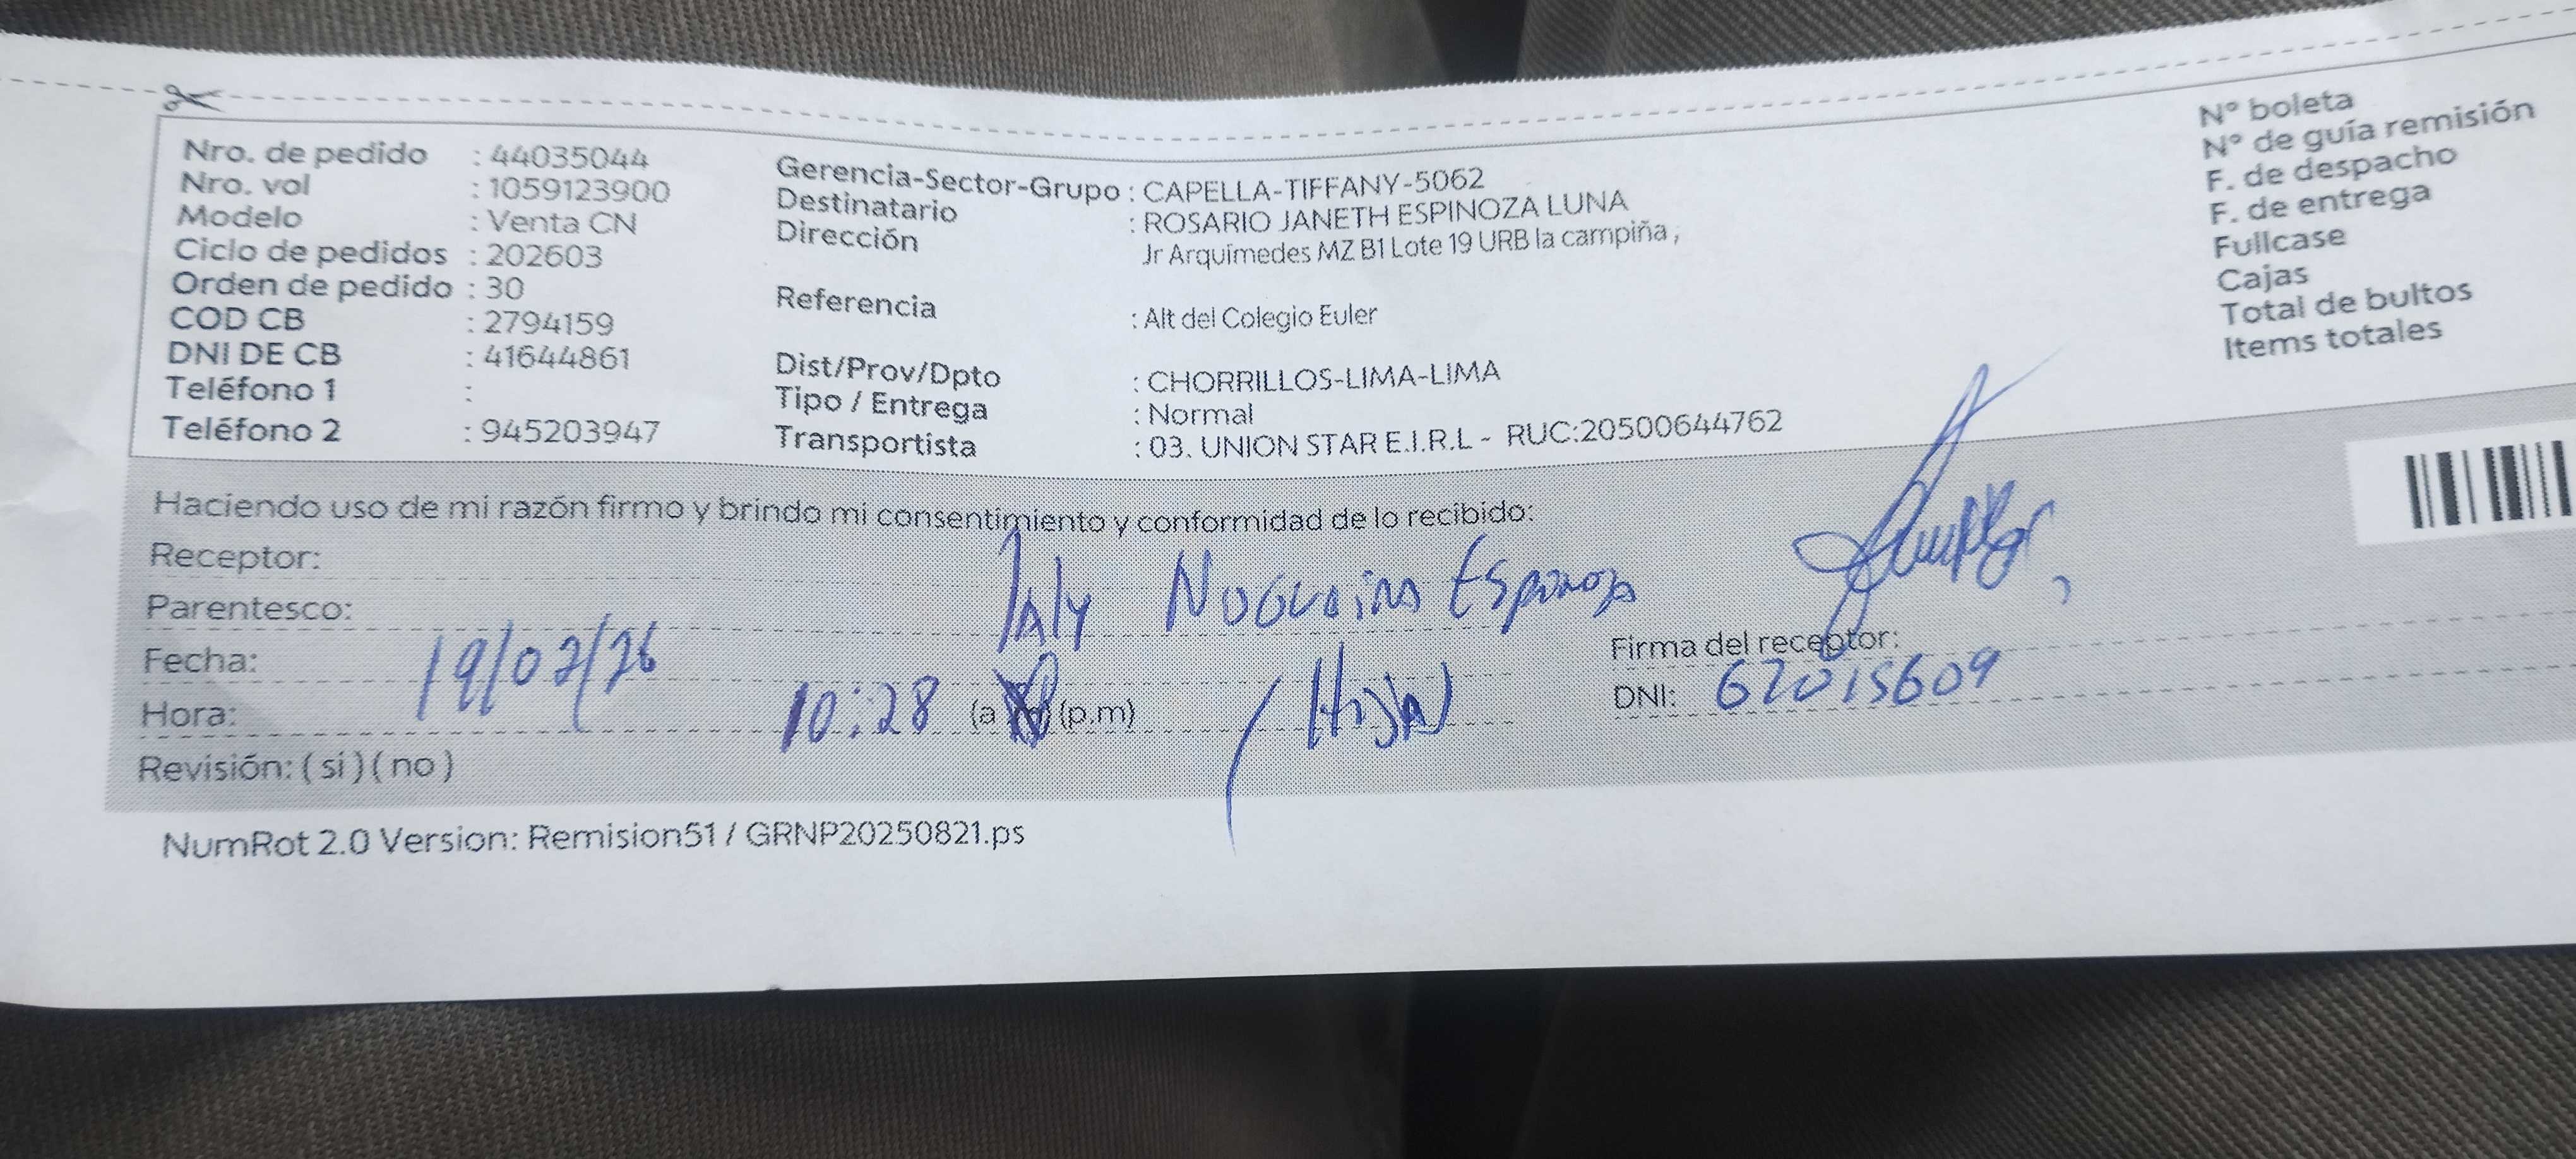 Nro. de pedido : 44035044
Nro. vol : 1059123900
Modelo : Venta CN
Ciclo de pedidos : 202603
Orden de pedido : 30
COD CB : 2794159
DNI DE CB : 41644861
Teléfono 1 :
Teléfono 2 : 945203947
Gerencia-Sector-Grupo : CAPELLA-TIFFANY-5062
Destinatario : ROSARIO JANETH ESPINOZA LUNA
Dirección Jr Arquímedes MZ B1 Lote 19 URB la campiña ,
Referencia : Alt del Colegio Euler
Dist/Prov/Dpto : CHORRILLOS-LIMA-LIMA
Tipo / Entrega : Normal
Transportista : 03. UNION STAR E.I.R.L - RUC:20500644762
N° boleta
N° de guía remisión
F. de despacho
F. de entrega
Fullcase
Cajas
Total de bultos
Items totales
Haciendo uso de mi razón firmo y brindo mi consentimiento y conformidad de lo recibido:
Receptor: Espinoza
Parentesco: (Hija)
Fecha: 19/02/26
Hora: 10:28 (a (p.m)
Firma del receptor:
DNI: 62015609
Revisión: ( si ) ( no )
NumRot 2.0 Version: Remision51 / GRNP20250821.ps